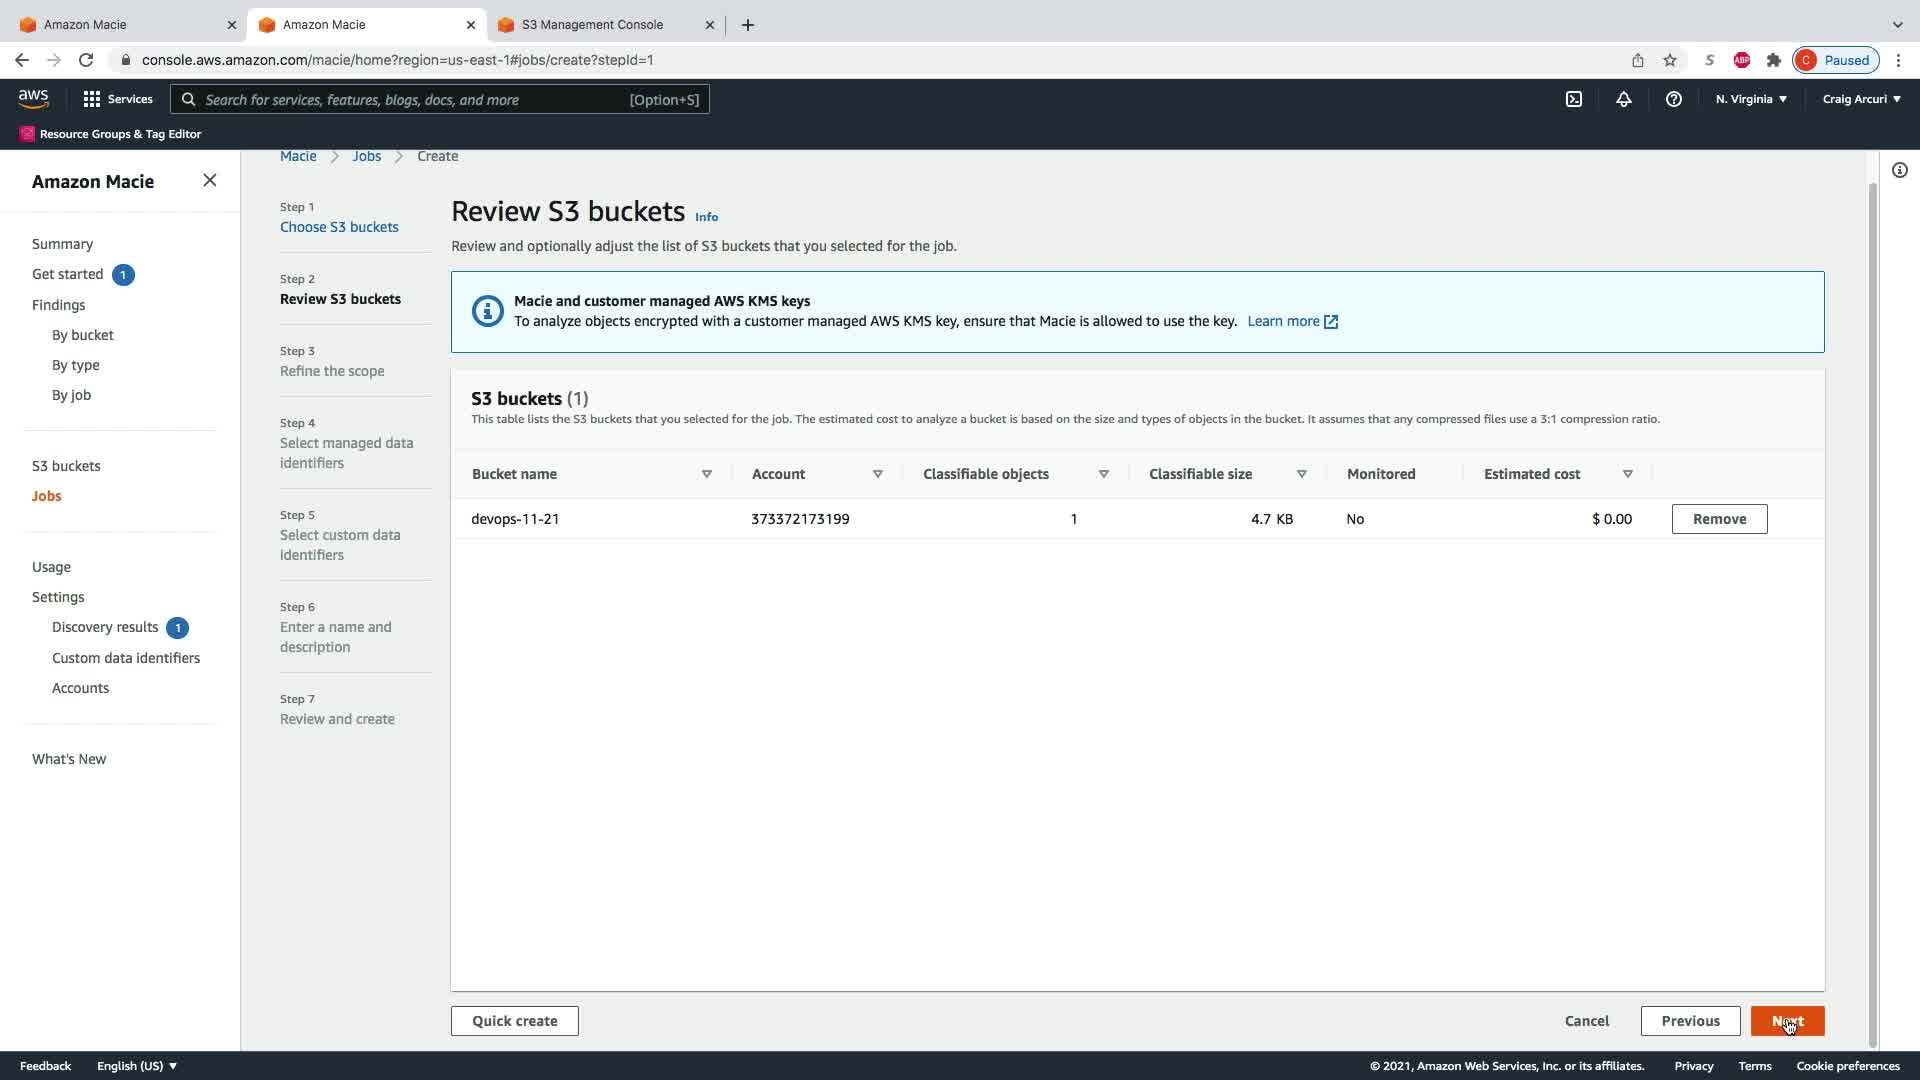 Amazon Macie
Amazon Macie
S3 Management Console
console.aws.amazon.com/macie/home?region=us-east-1#jobs/create?stepId=1
S
ABP
C Paused
aws
Services
Search for services, features, blogs, docs, and more [Option+S]
N. Virginia
Craig Arcuri
Resource Groups & Tag Editor
Amazon Macie
Summary
Get started 1
Findings
By bucket
By type
By job
S3 buckets
Jobs
Usage
Settings
Discovery results 1
Custom data identifiers
Accounts
What's New
Macie > Jobs > Create
Step 1
Choose S3 buckets
Step 2
Review S3 buckets
Step 3
Refine the scope
Step 4
Select managed data
identifiers
Step 5
Select custom data
identifiers
Step 6
Enter a name and
description
Step 7
Review and create
Review S3 buckets Info
Review and optionally adjust the list of S3 buckets that you selected for the job.
Macie and customer managed AWS KMS keys
To analyze objects encrypted with a customer managed AWS KMS key, ensure that Macie is allowed to use the key. Learn more
S3 buckets (1)
This table lists the S3 buckets that you selected for the job. The estimated cost to analyze a bucket is based on the size and types of objects in the bucket. It assumes that any compressed files use a 3:1 compression ratio.
Bucket name Account Classifiable objects Classifiable size Monitored Estimated cost
devops-11-21 373372173199 1 4.7 KB No $ 0.00 Remove
Quick create Cancel Previous Next
Feedback English (US) © 2021, Amazon Web Services, Inc. or its affiliates. Privacy Terms Cookie preferences